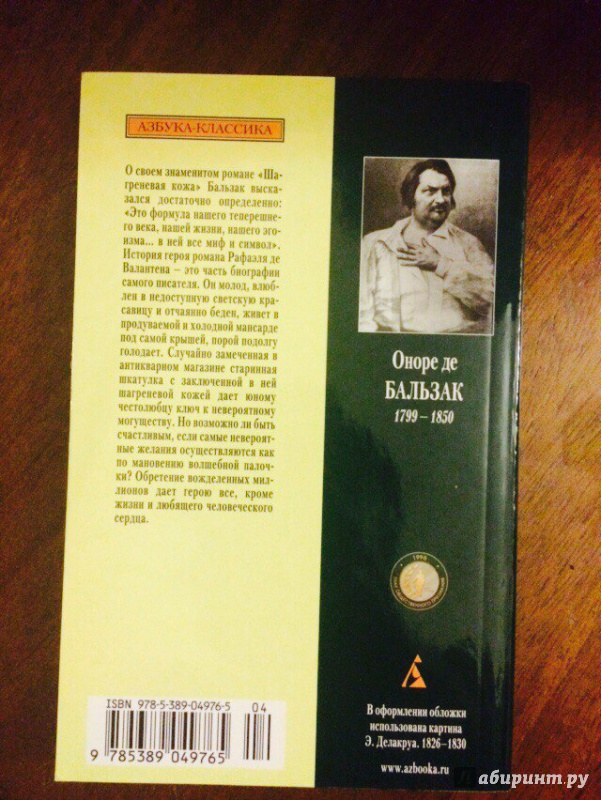 АЗБУКА-КЛАССИКА
О своем знаменитом романе «Ша-
греневая кожа» Бальзак выска-
зался достаточно определенно:
«Это формула нашего теперешне-
го века, нашей жизни, нашего эго-
изма... в ней все миф и символ».
История героя романа Рафаэля де
Валантена – это часть биографии
самого писателя. Он молод, влюб-
лен в недоступную светскую кра-
савицу и отчаянно беден, живет в
продуваемой и холодной мансарде
под самой крышей, порой подолгу
голодает. Случайно замеченная в
антикварном магазине старинная
шкатулка с заключенной в ней
шагреневой кожей дает юному
честолюбцу ключ к невероятному
могуществу. Но возможно ли быть
счастливым, если самые невероят-
ные желания осуществляются как
по мановению волшебной палоч-
ки? Обретение вожделенных мил-
лионов дает герою все, кроме
жизни и любящего человеческого
сердца.
ISBN 978-5-389-04976-5 04
9 785389 049765
Оноре де
БАЛЬЗАК
1799 – 1850
В оформлении обложки
использована картина
Э. Делакруа. 1826–1830
www.azbooka.ru
абиринт.ру